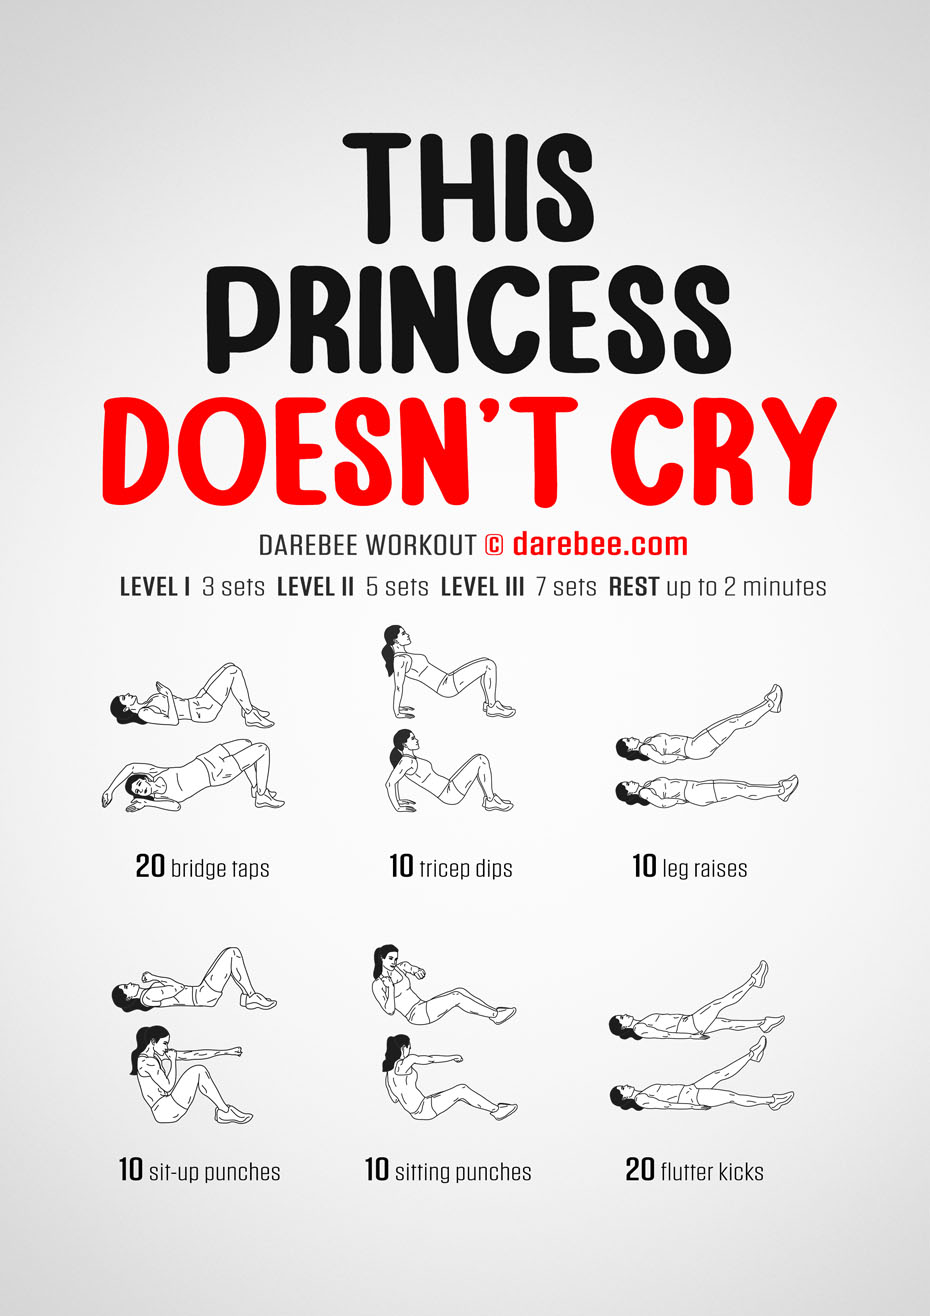 THIS
PRINCESS
DOESN'T CRY
DAREBEE WORKOUT © darebee.com
LEVEL I 3 sets LEVEL II 5 sets LEVEL III 7 sets REST up to 2 minutes
20 bridge taps
10 tricep dips
10 leg raises
10 sit-up punches
10 sitting punches
20 flutter kicks